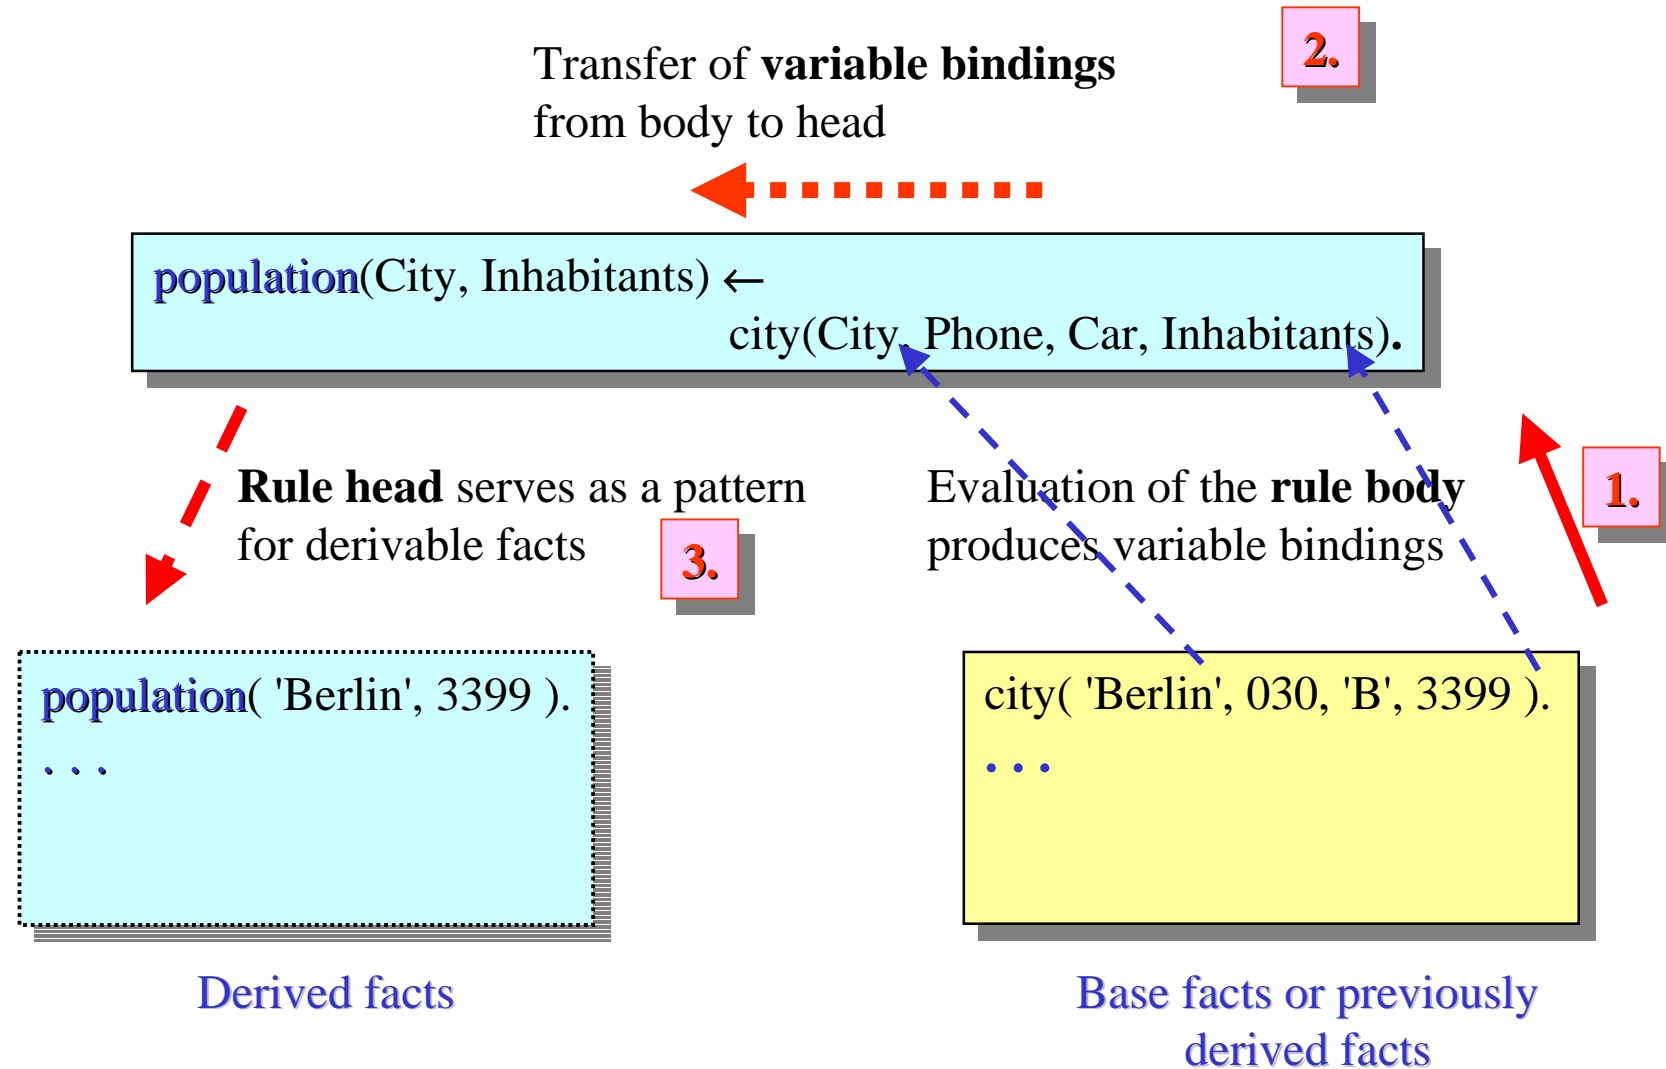 Transfer of variable bindings
from body to head
2.
population(City, Inhabitants) ←
city(City, Phone, Car, Inhabitants).
Rule head serves as a pattern
for derivable facts
3.
Evaluation of the rule body
produces variable bindings
1.
population( 'Berlin', 3399 ).
. . .
city( 'Berlin', 030, 'B', 3399 ).
. . .
Derived facts
Base facts or previously
derived facts